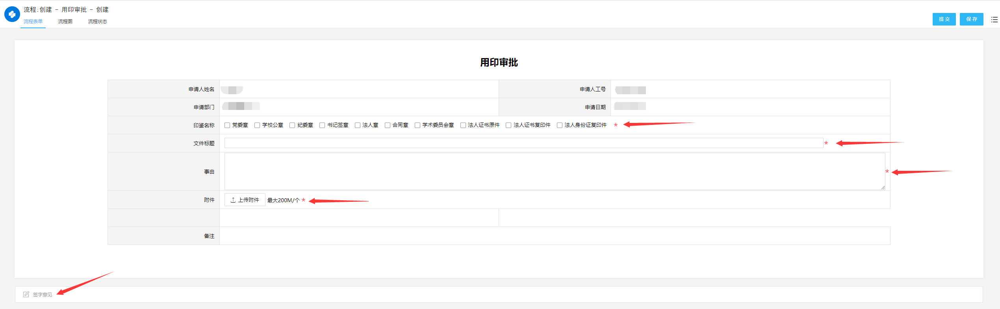 流程:创建 - 用印审批 - 创建
流程表单 流程图 流程状态
提交 保存
用印审批
申请人姓名 申请人工号
申请部门 申请日期
印鉴名称 党委章 学校公章 纪委章 书记签章 法人章 合同章 学术委员会章 法人证书原件 法人证书复印件 法人身份证复印件 *
文件标题 *
事由 *
附件 上传附件 最大200M/个 *
备注
签字意见